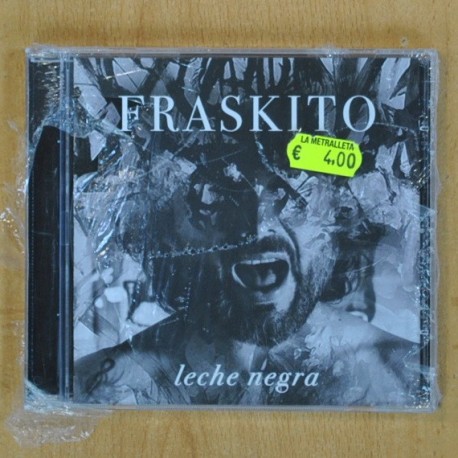 FRASKITO
LA METRALLETA
€ 4,00
leche negra